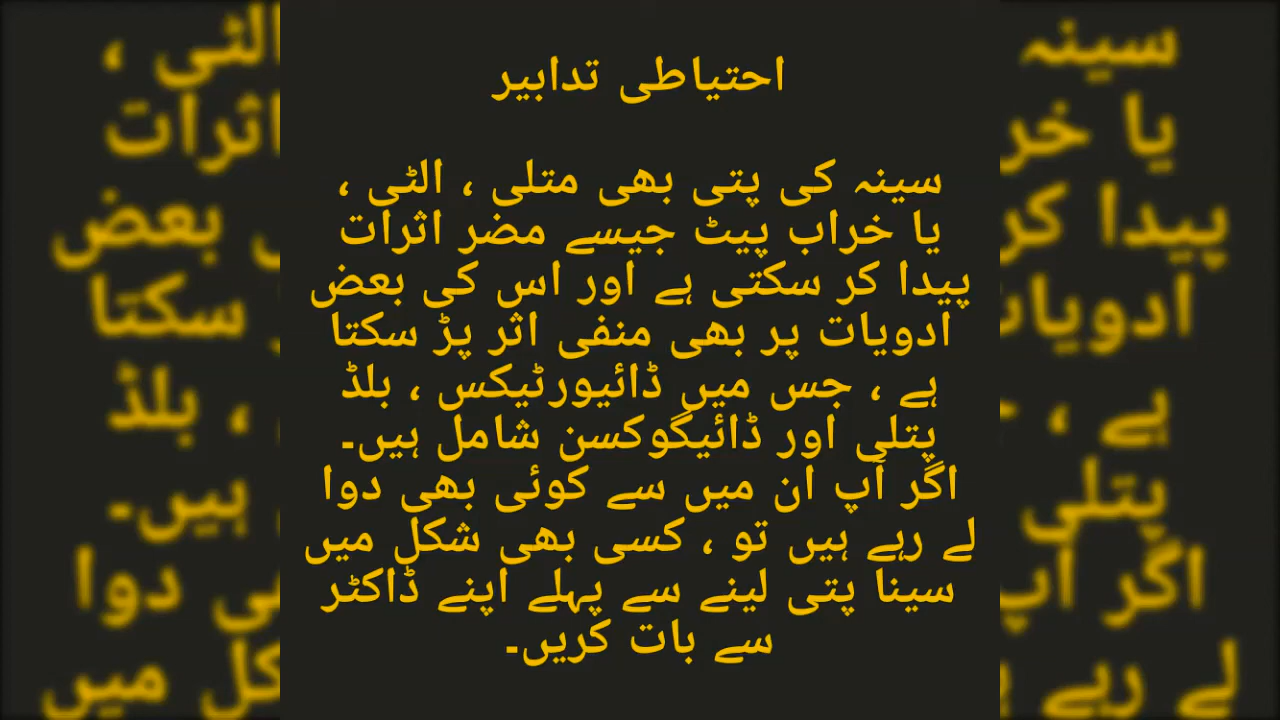 احتیاطی تدابیر
سینہ کی پتی بھی متلی ، الٹی ،
یا خراب پیٹ جیسے مضر اثرات
پیدا کر سکتی ہے اور اس کی بعض
ادویات پر بھی منفی اثر پڑ سکتا
ہے ، جس میں ڈائیورٹیکس ، بلڈ
پتلی اور ڈائیگوکسن شامل ہیں۔
اگر آپ ان میں سے کوئی بھی دوا
لے رہے ہیں تو ، کسی بھی شکل میں
سینا پتی لینے سے پہلے اپنے ڈاکٹر
سے بات کریں۔